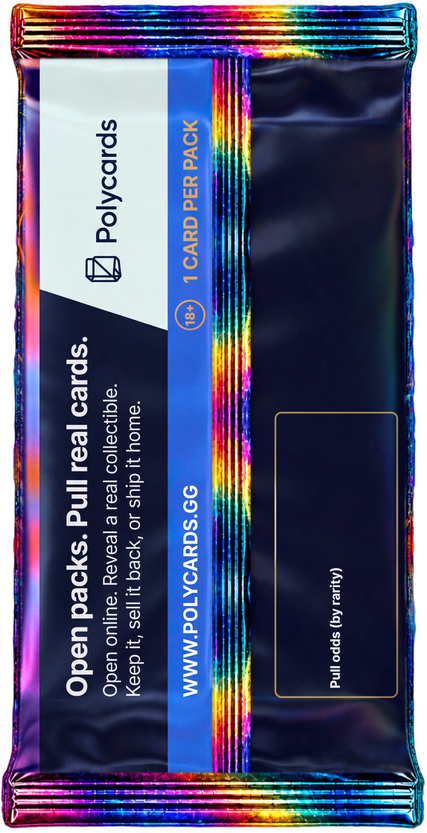 Polycards
Open packs. Pull real cards.
Open online. Reveal a real collectible.
Keep it, sell it back, or ship it home.
WWW.POLYCARDS.GG
18+
1 CARD PER PACK
Pull odds (by rarity)